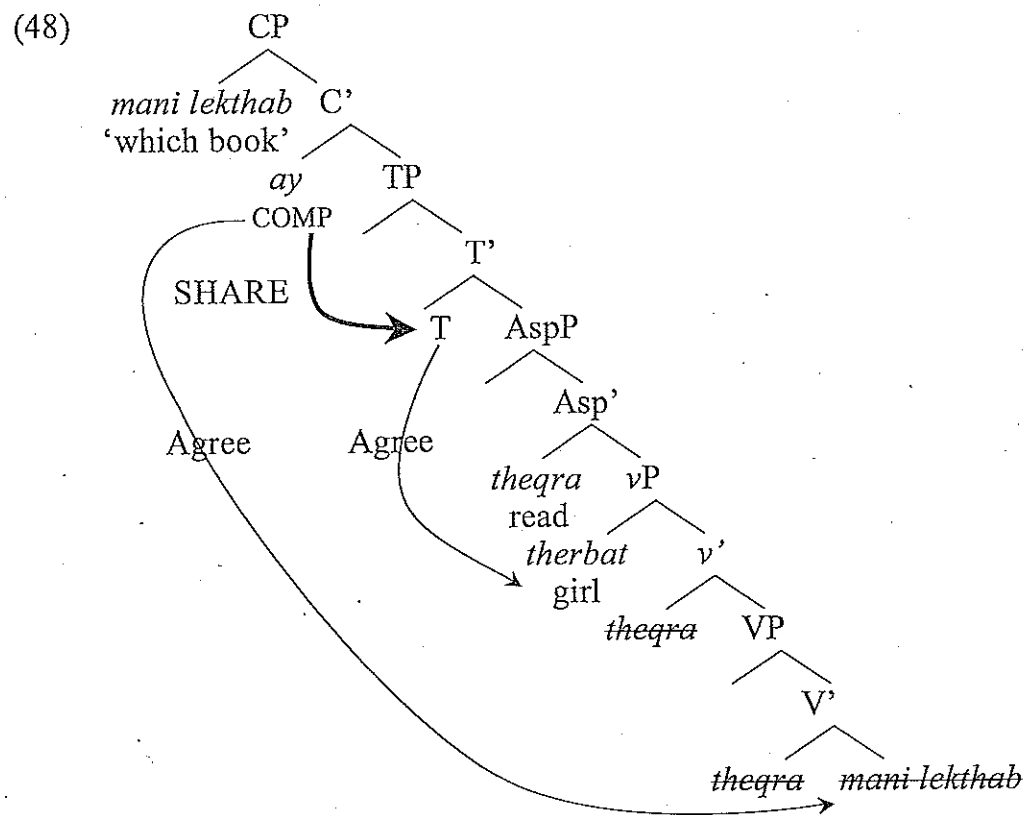 (48) CP
mani lekthab C’
‘which book’
ay TP
COMP
T’
SHARE
T AspP
Asp’
Agree Agree
theqra vP
read
therbat v’
girl
theqra VP
V’
theqra mani lekthab